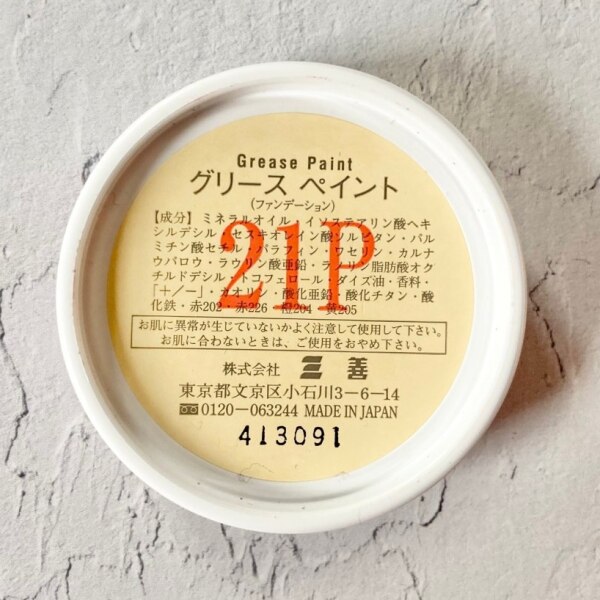 Grease Paint
グリース ペイント
(ファンデーション)
【成分】ミネラルオイル・イソステアリン酸ヘキ
シルデシル・セスキオレイン酸ソルビタン・パル
ミチン酸セチル・パラフィン・ワセリン・カルナ
ウバロウ・ラウリン酸亜鉛・ラノリン脂肪酸オク
チルドデシル・トコフェロール・ダイズ油・香料・
「+/−」・カオリン・酸化亜鉛・酸化チタン・酸
化鉄・赤202・赤226・橙204・黄205
21P
お肌に異常が生じていないかよく注意して使用して下さい。
お肌に合わないときは、ご使用をおやめ下さい。
株式会社 三善
東京都文京区小石川3−6−14
0120−063244 MADE IN JAPAN
413091